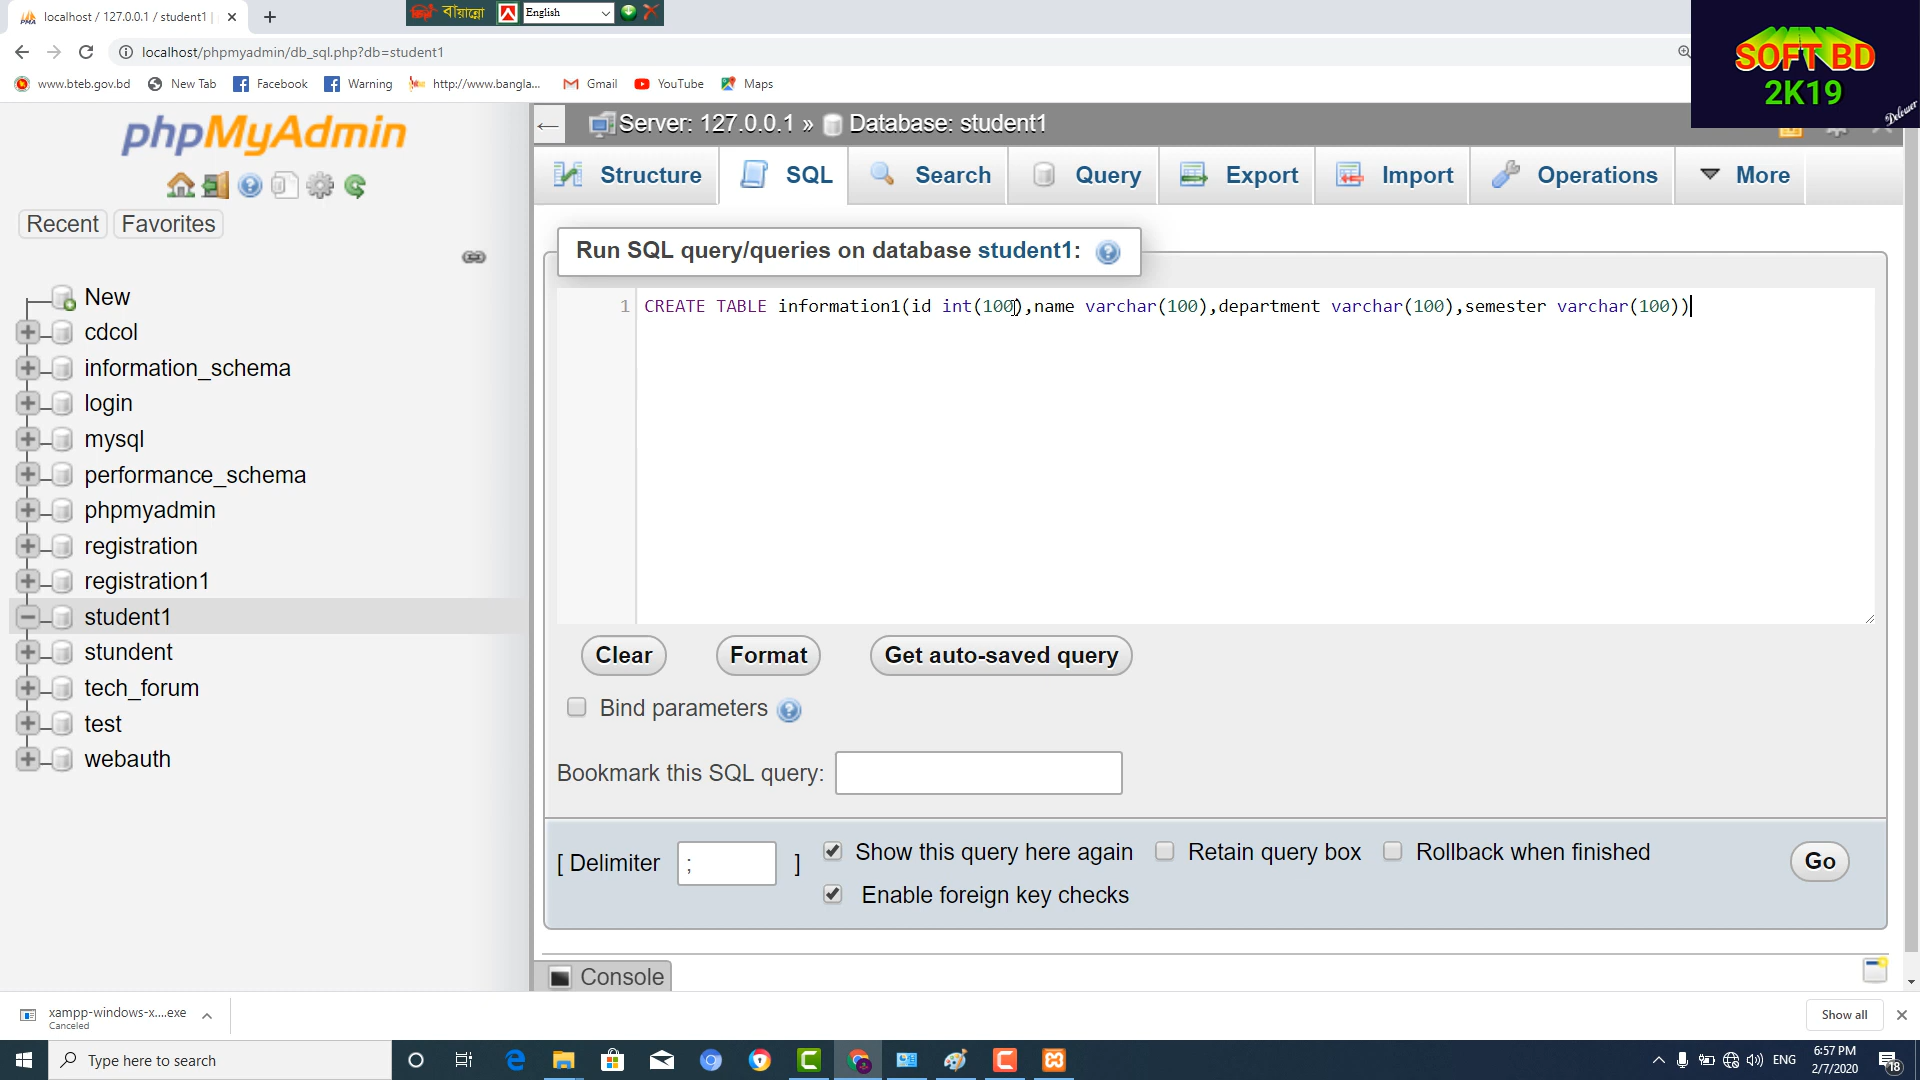 localhost / 127.0.0.1 / student1 |
বাঁয়ান্নো
English
localhost/phpmyadmin/db_sql.php?db=student1
www.bteb.gov.bd
New Tab
Facebook
Warning
http://www.bangla...
Gmail
YouTube
Maps
SOFT BD
2K19
Delower
phpMyAdmin
Recent
Favorites
New
cdcol
information_schema
login
mysql
performance_schema
phpmyadmin
registration
registration1
student1
stundent
tech_forum
test
webauth
Server: 127.0.0.1 » Database: student1
Structure
SQL
Search
Query
Export
Import
Operations
More
Run SQL query/queries on database student1:
1 CREATE TABLE information1(id int(100),name varchar(100),department varchar(100),semester varchar(100))
Clear
Format
Get auto-saved query
Bind parameters
Bookmark this SQL query:
[ Delimiter ; ]
Show this query here again
Retain query box
Rollback when finished
Enable foreign key checks
Go
Console
xampp-windows-x....exe
Canceled
Show all
Type here to search
ENG
6:57 PM
2/7/2020
18